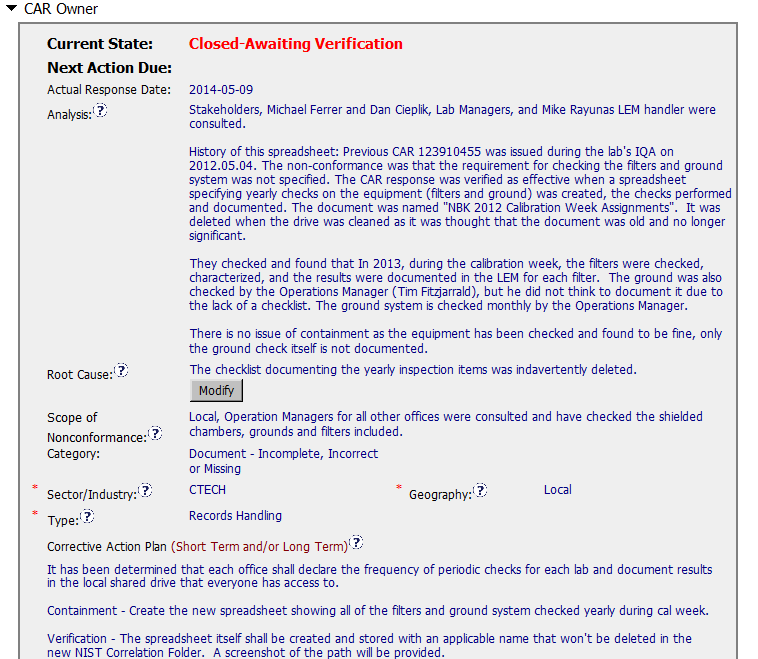 CAR Owner
Current State: Closed-Awaiting Verification
Next Action Due:
Actual Response Date: 2014-05-09
Analysis:? Stakeholders, Michael Ferrer and Dan Cieplik, Lab Managers, and Mike Rayunas LEM handler were
consulted.
History of this spreadsheet: Previous CAR 123910455 was issued during the lab's IQA on
2012.05.04. The non-conformance was that the requirement for checking the filters and ground
system was not specified. The CAR response was verified as effective when a spreadsheet
specifying yearly checks on the equipment (filters and ground) was created, the checks performed
and documented. The document was named "NBK 2012 Calibration Week Assignments". It was
deleted when the drive was cleaned as it was thought that the document was old and no longer
significant.
They checked and found that In 2013, during the calibration week, the filters were checked,
characterized, and the results were documented in the LEM for each filter. The ground was also
checked by the Operations Manager (Tim Fitzjarrald), but he did not think to document it due to
the lack of a checklist. The ground system is checked monthly by the Operations Manager.
There is no issue of containment as the equipment has been checked and found to be fine, only
the ground check itself is not documented.
Root Cause:? The checklist documenting the yearly inspection items was indavertently deleted.
Modify
Scope of Local, Operation Managers for all other offices were consulted and have checked the shielded
Nonconformance:? chambers, grounds and filters included.
Category: Document - Incomplete, Incorrect
or Missing
* Sector/Industry:? CTECH * Geography:? Local
* Type:? Records Handling
Corrective Action Plan (Short Term and/or Long Term)?
It has been determined that each office shall declare the frequency of periodic checks for each lab and document results
in the local shared drive that everyone has access to.
Containment - Create the new spreadsheet showing all of the filters and ground system checked yearly during cal week.
Verification - The spreadsheet itself shall be created and stored with an applicable name that won't be deleted in the
new NIST Correlation Folder. A screenshot of the path will be provided.